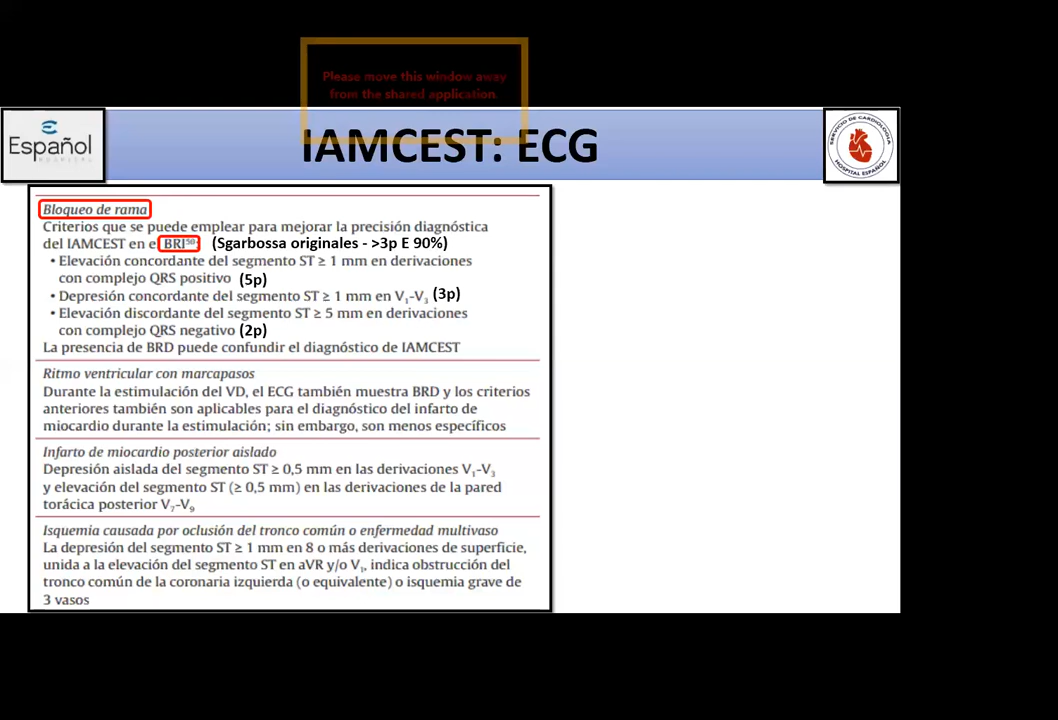 Please move this window away
from the shared application
Español
HOSPITAL
IAMCEST: ECG
SERVICIO DE CARDIOLOGIA
HOSPITAL ESPAÑOL
Bloqueo de rama
Criterios que se puede emplear para mejorar la precisión diagnóstica
del IAMCEST en e BRI⁵⁰: (Sgarbossa originales - >3p E 90%)
• Elevación concordante del segmento ST ≥ 1 mm en derivaciones
con complejo QRS positivo (5p)
• Depresión concordante del segmento ST ≥ 1 mm en V₁-V₃ (3p)
• Elevación discordante del segmento ST ≥ 5 mm en derivaciones
con complejo QRS negativo (2p)
La presencia de BRD puede confundir el diagnóstico de IAMCEST
Ritmo ventricular con marcapasos
Durante la estimulación del VD, el ECG también muestra BRD y los criterios
anteriores también son aplicables para el diagnóstico del infarto de
miocardio durante la estimulación; sin embargo, son menos específicos
Infarto de miocardio posterior aislado
Depresión aislada del segmento ST ≥ 0,5 mm en las derivaciones V₁-V₃
y elevación del segmento ST (≥ 0,5 mm) en las derivaciones de la pared
torácica posterior V₇-V₉
Isquemia causada por oclusión del tronco común o enfermedad multivaso
La depresión del segmento ST ≥ 1 mm en 8 o más derivaciones de superficie,
unida a la elevación del segmento ST en aVR y/o V₁, indica obstrucción del
tronco común de la coronaria izquierda (o equivalente) o isquemia grave de
3 vasos